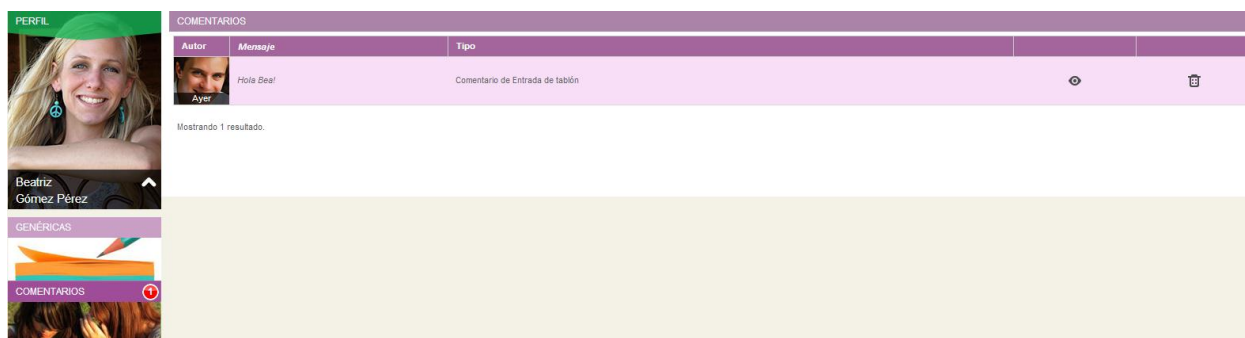 PERFIL
Beatriz
Gómez Pérez
GENÉRICAS
COMENTARIOS 1
COMENTARIOS
Autor Mensaje Tipo
Ayer Hola Bea! Comentario de Entrada de tablón
Mostrando 1 resultado.